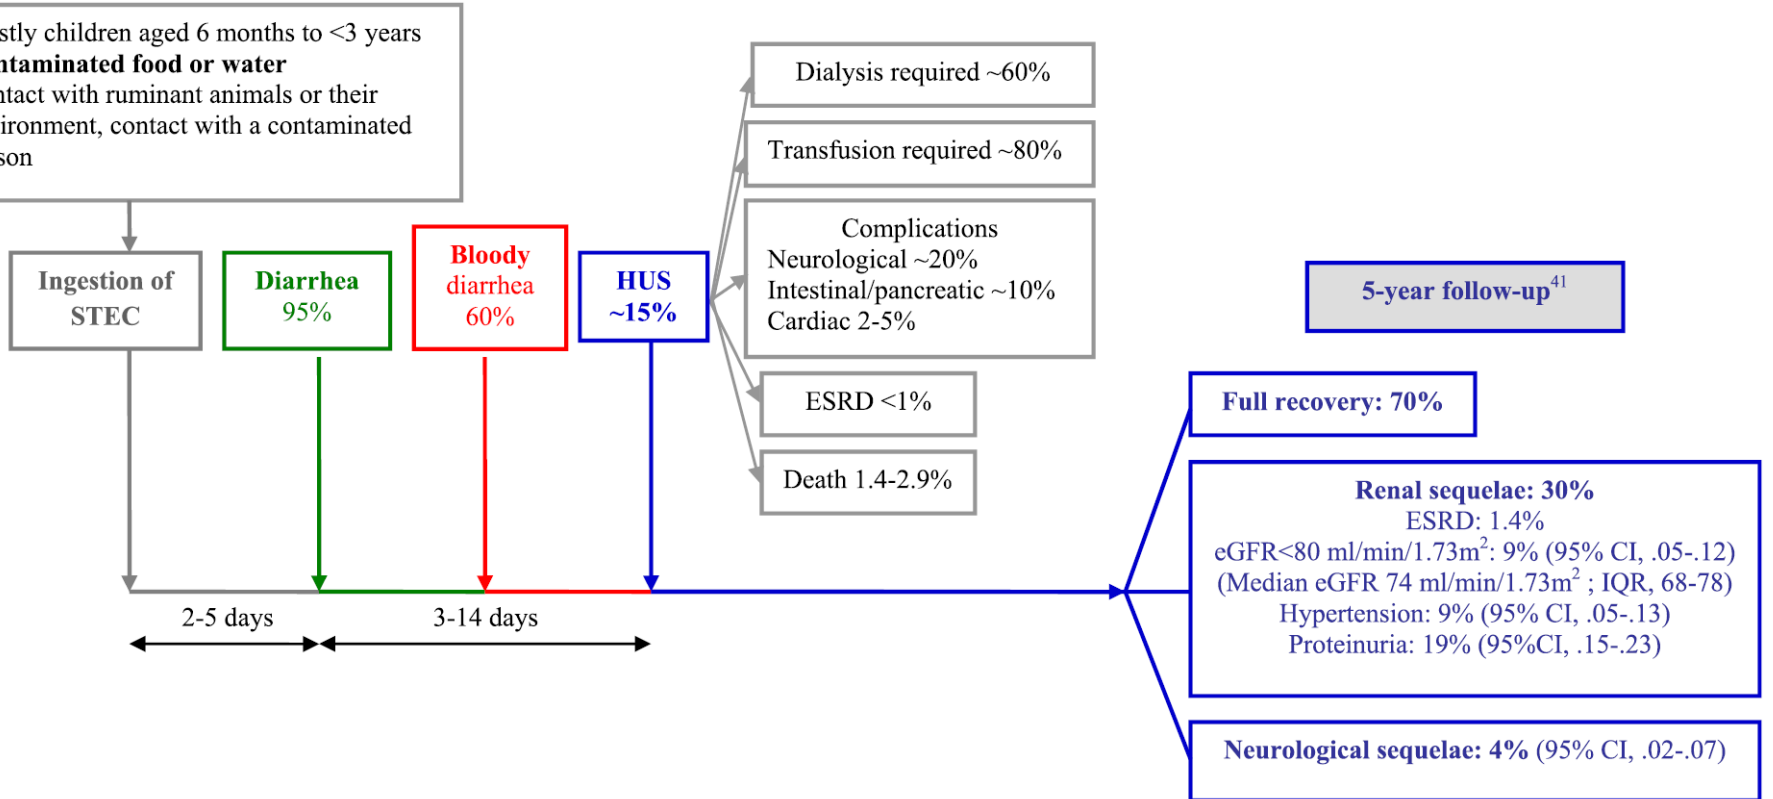 stly children aged 6 months to <3 years
ntaminated food or water
ntact with ruminant animals or their
ironment, contact with a contaminated
son
Ingestion of
STEC
Diarrhea
95%
Bloody
diarrhea
60%
HUS
~15%
Dialysis required ~60%
Transfusion required ~80%
Complications
Neurological ~20%
Intestinal/pancreatic ~10%
Cardiac 2-5%
ESRD <1%
Death 1.4-2.9%
2-5 days
3-14 days
5-year follow-up41
Full recovery: 70%
Renal sequelae: 30%
ESRD: 1.4%
eGFR<80 ml/min/1.73m2: 9% (95% CI, .05-.12)
(Median eGFR 74 ml/min/1.73m2 ; IQR, 68-78)
Hypertension: 9% (95% CI, .05-.13)
Proteinuria: 19% (95%CI, .15-.23)
Neurological sequelae: 4% (95% CI, .02-.07)